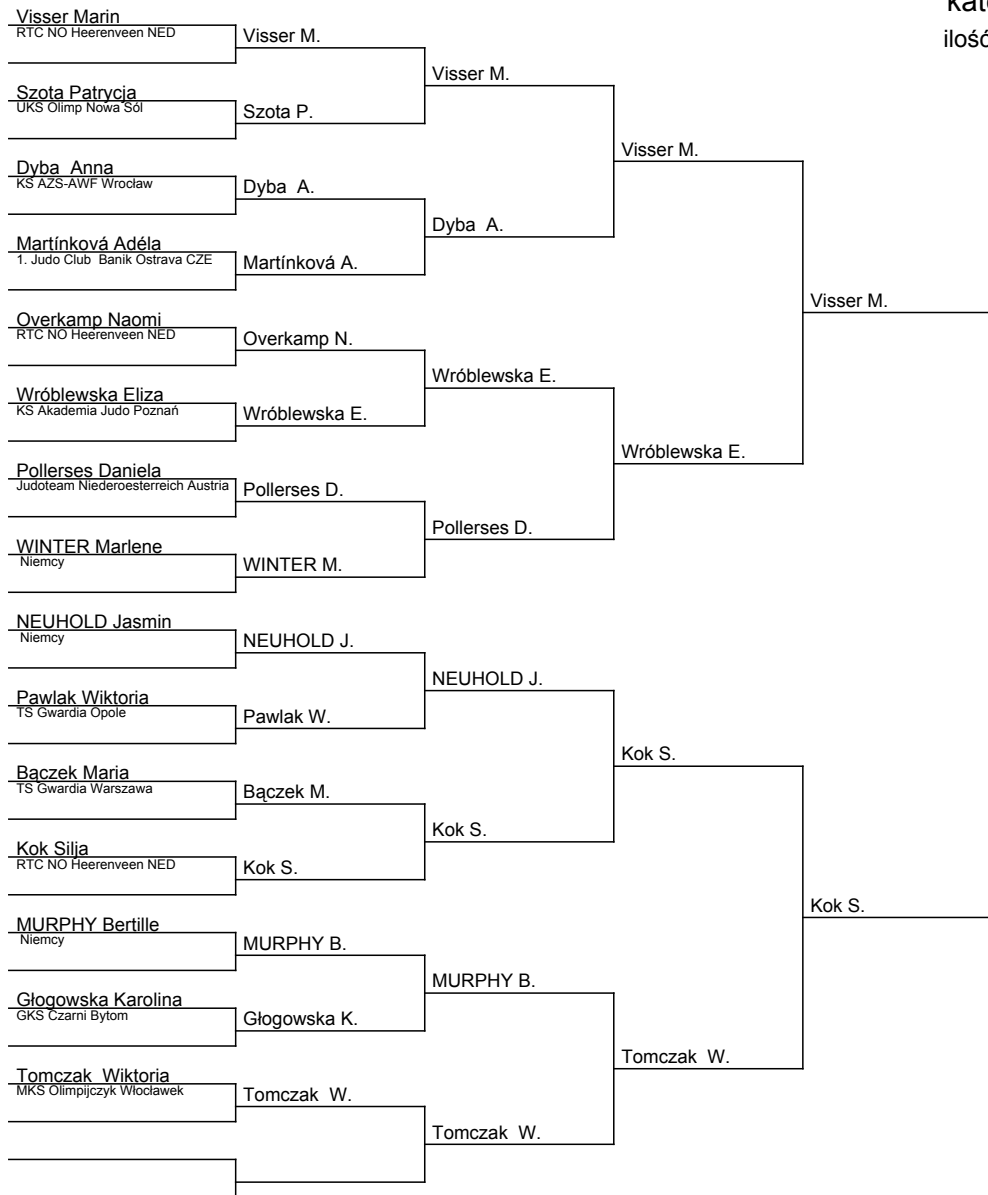 Visser Marin
RTC NO Heerenveen NED
Visser M.
Visser M.
Szota Patrycja
UKS Olimp Nowa Sól
Szota P.
Visser M.
Dyba Anna
KS AZS-AWF Wrocław
Dyba A.
Dyba A.
Martínková Adéla
1. Judo Club Banik Ostrava CZE
Martínková A.
Visser M.
Overkamp Naomi
RTC NO Heerenveen NED
Overkamp N.
Wróblewska E.
Wróblewska Eliza
KS Akademia Judo Poznań
Wróblewska E.
Wróblewska E.
Pollerses Daniela
Judoteam Niederoesterreich Austria
Pollerses D.
Pollerses D.
WINTER Marlene
Niemcy
WINTER M.
NEUHOLD Jasmin
Niemcy
NEUHOLD J.
NEUHOLD J.
Pawlak Wiktoria
TS Gwardia Opole
Pawlak W.
Kok S.
Bączek Maria
TS Gwardia Warszawa
Bączek M.
Kok S.
Kok Silja
RTC NO Heerenveen NED
Kok S.
Kok S.
MURPHY Bertille
Niemcy
MURPHY B.
MURPHY B.
Głogowska Karolina
GKS Czarni Bytom
Głogowska K.
Tomczak W.
Tomczak Wiktoria
MKS Olimpijczyk Włocławek
Tomczak W.
Tomczak W.
ilość